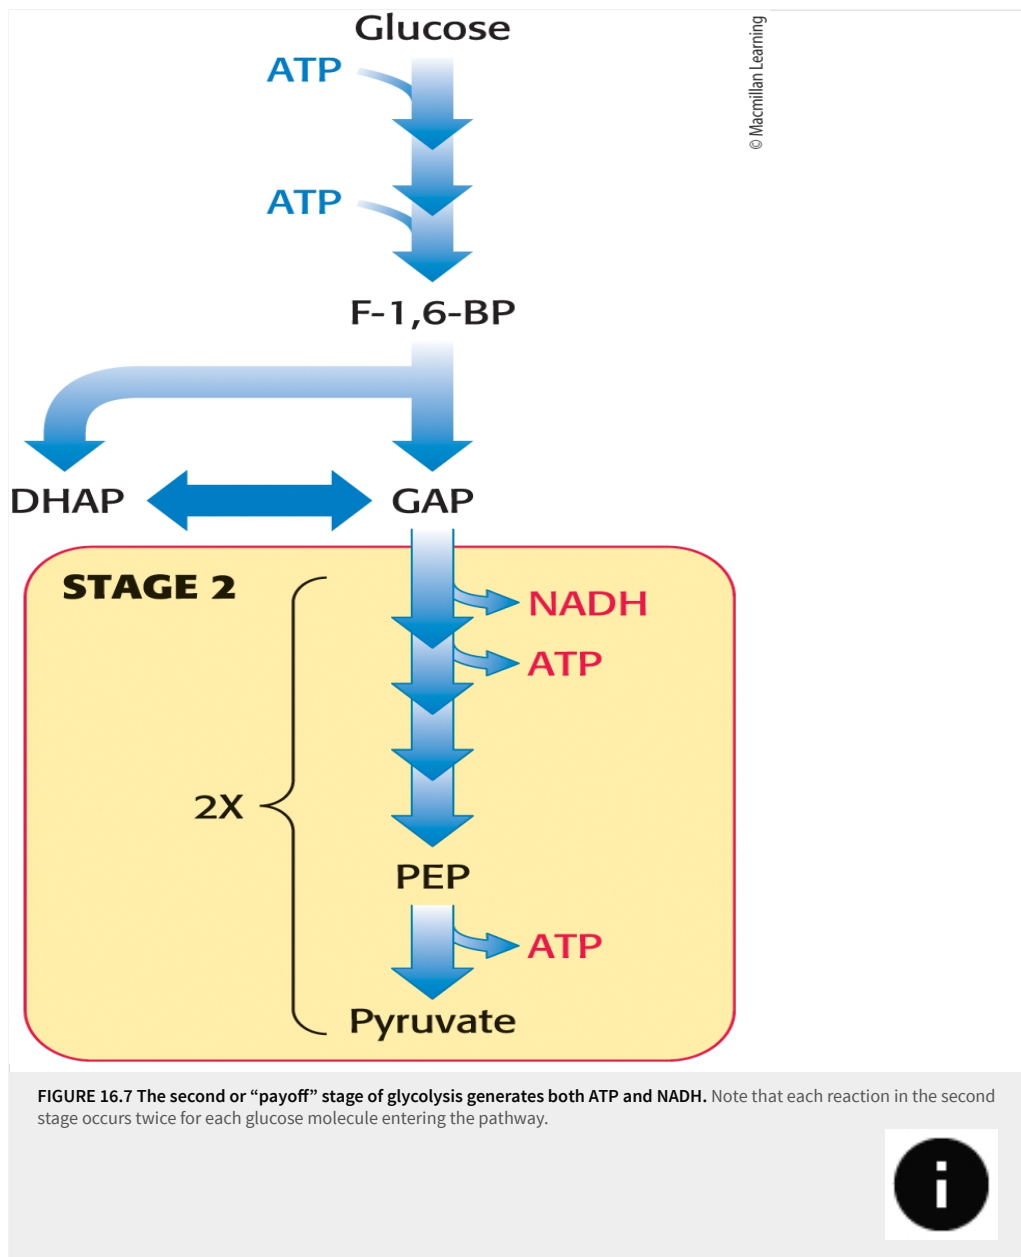 Glucose
© Macmillan Learning
ATP
ATP
F-1,6-BP
DHAP
GAP
STAGE 2
NADH
ATP
2X
PEP
ATP
Pyruvate
FIGURE 16.7 The second or “payoff” stage of glycolysis generates both ATP and NADH. Note that each reaction in the second
stage occurs twice for each glucose molecule entering the pathway.
i